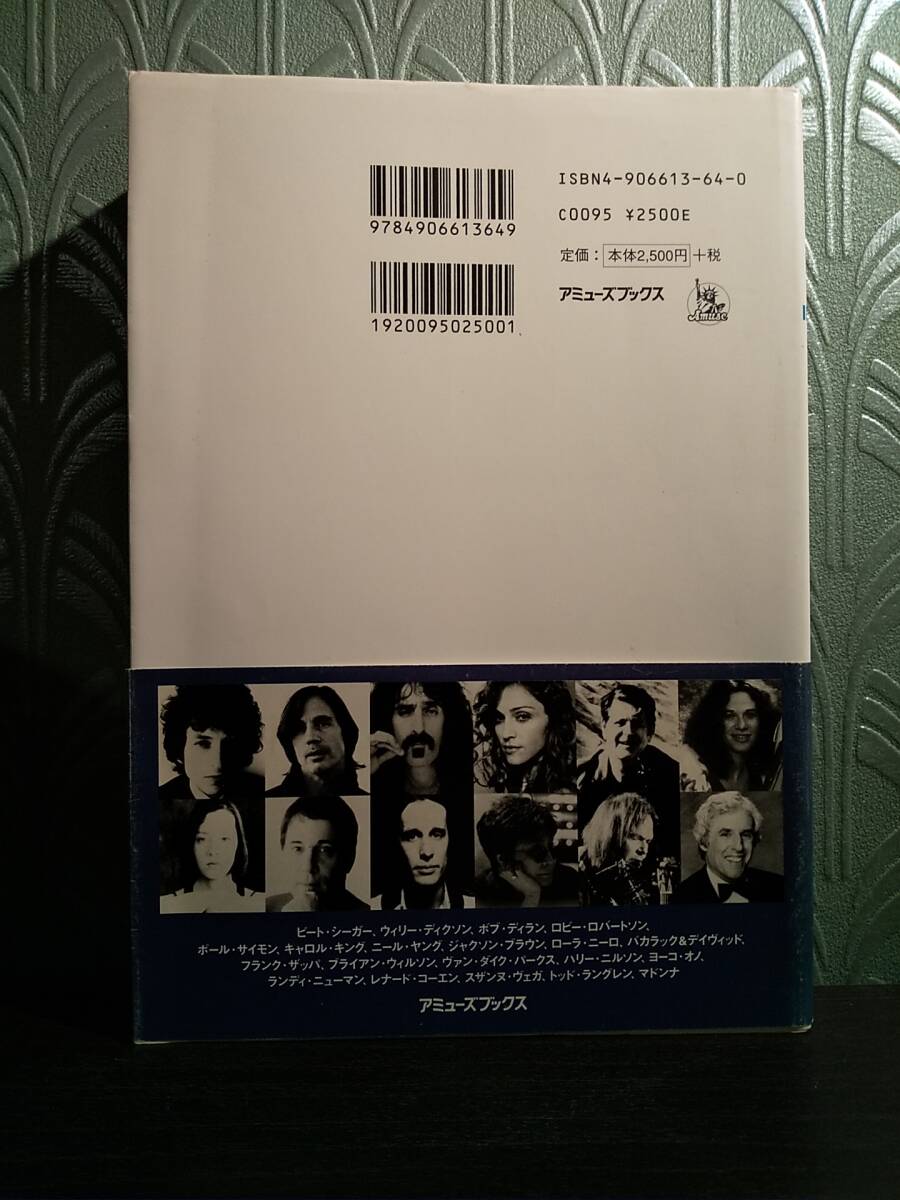 ISBN4-906613-64-0
C0095 ¥2500E
9784906613649
定価：本体2,500円+税
アミューズブックス
Amuse
1920095025001
ピート・シーガー、ウィリー・ディクソン、ボブ・ディラン、ロビー・ロバートソン、
ポール・サイモン、キャロル・キング、ニール・ヤング、ジャクソン・ブラウン、ローラ・ニーロ、バカラック&デイヴィッド、
フランク・ザッパ、ブライアン・ウィルソン、ヴァン・ダイク・パークス、ハリー・ニルソン、ヨーコ・オノ、
ランディ・ニューマン、レナード・コーエン、スザンヌ・ヴェガ、トッド・ラングレン、マドンナ
アミューズブックス